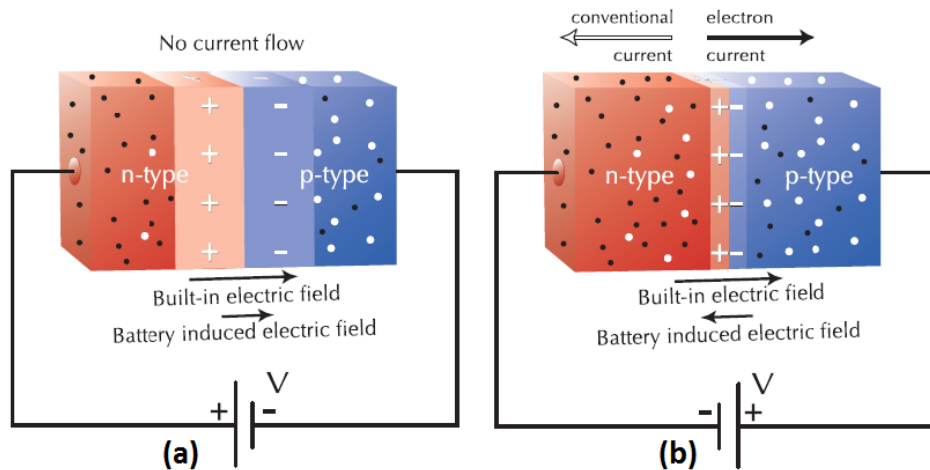 No current flow
+ −
+ −
n-type p-type
+ −
+ −
Built-in electric field
Battery induced electric field
V
+ -
(a)
conventional electron
current current
+ −
+ −
n-type p-type
+ −
+ −
Built-in electric field
Battery induced electric field
V
- +
(b)